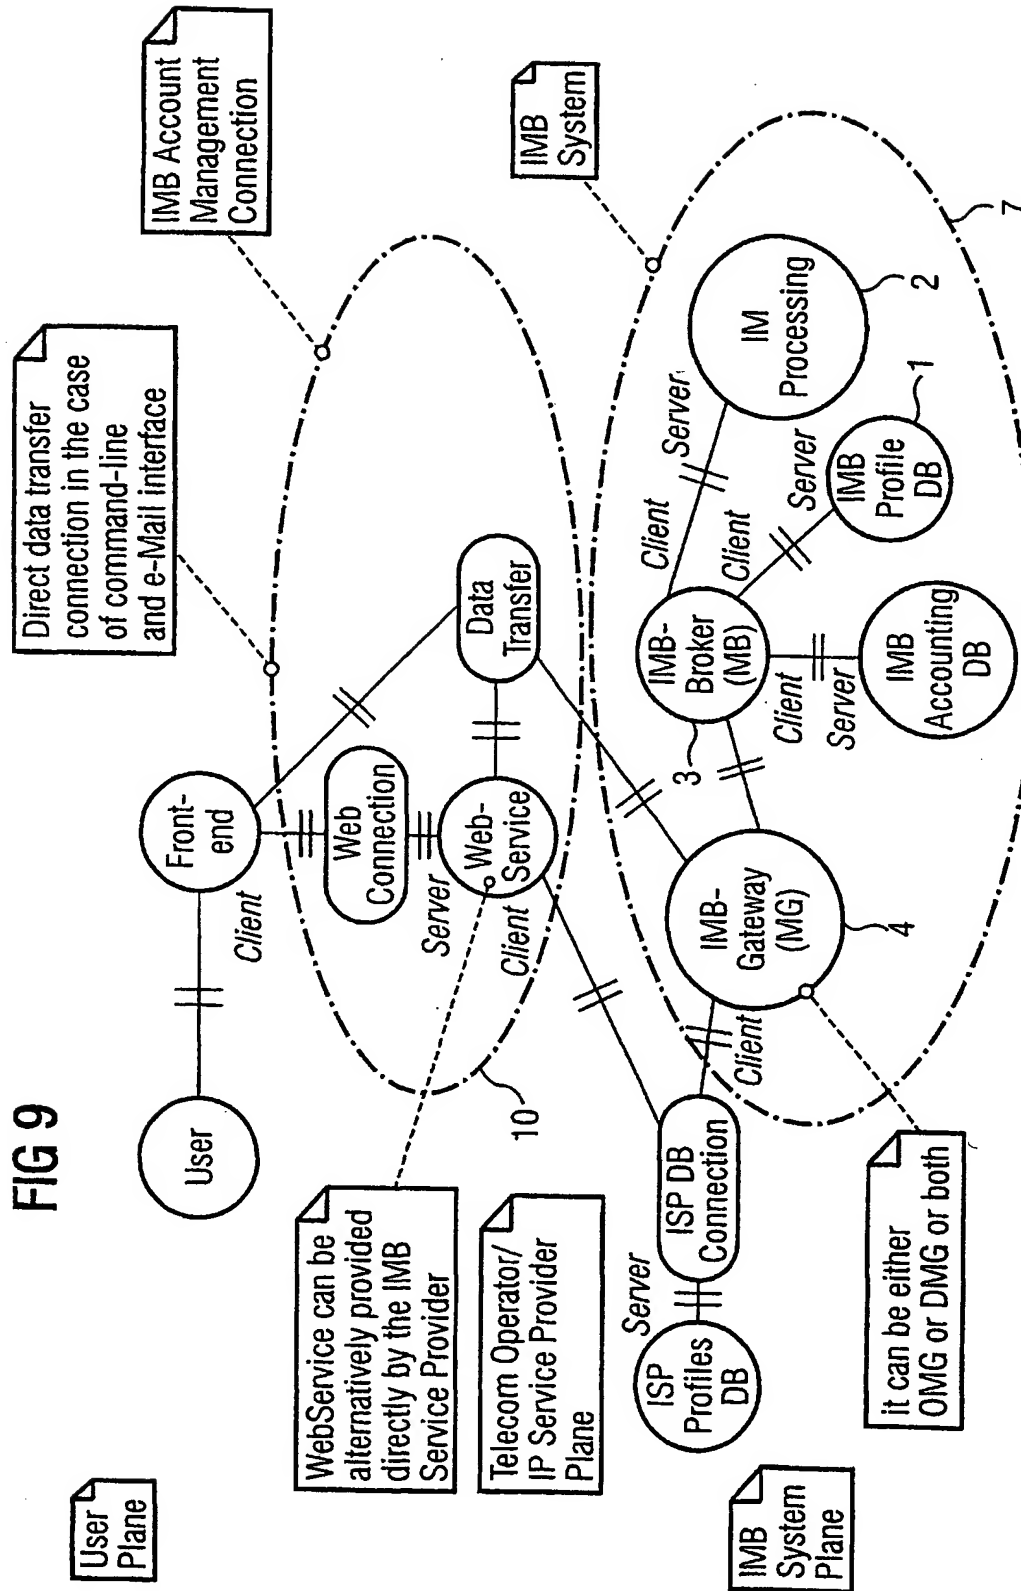 FIG 9
User
Plane
User
Front-
end
Client
Direct data transfer
connection in the case
of command-line
and e-Mail interface
IMB Account
Management
Connection
WebService can be
alternatively provided
directly by the IMB
Service Provider
Telecom Operator/
IP Service Provider
Plane
10
Web
Connection
Server
Web-
Service
Client
Data
Transfer
IMB
System
IMB
System
Plane
Server
ISP
Profiles
DB
ISP DB
Connection
Client
IMB-
Gateway
(MG)
4
it can be either
OMG or DMG or both
3
IMB-
Broker
(MB)
Client
Server
IM
Processing
2
Client
Server
IMB
Profile
DB
1
Client
Server
IMB
Accounting
DB
7